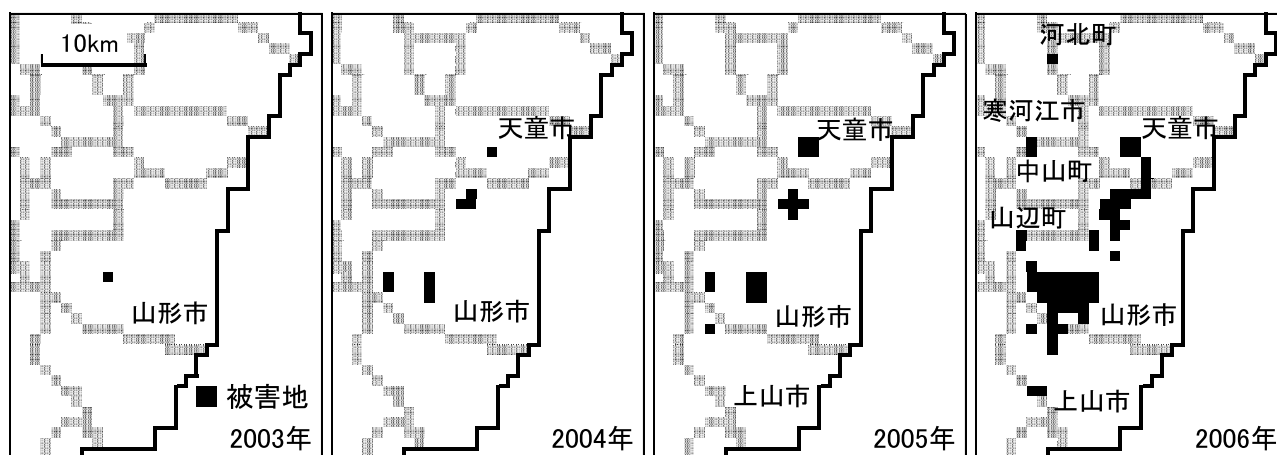 10km
山形市
被害地
2003年
天童市
山形市
2004年
天童市
山形市
上山市
2005年
河北町
寒河江市
天童市
中山町
山辺町
山形市
上山市
2006年